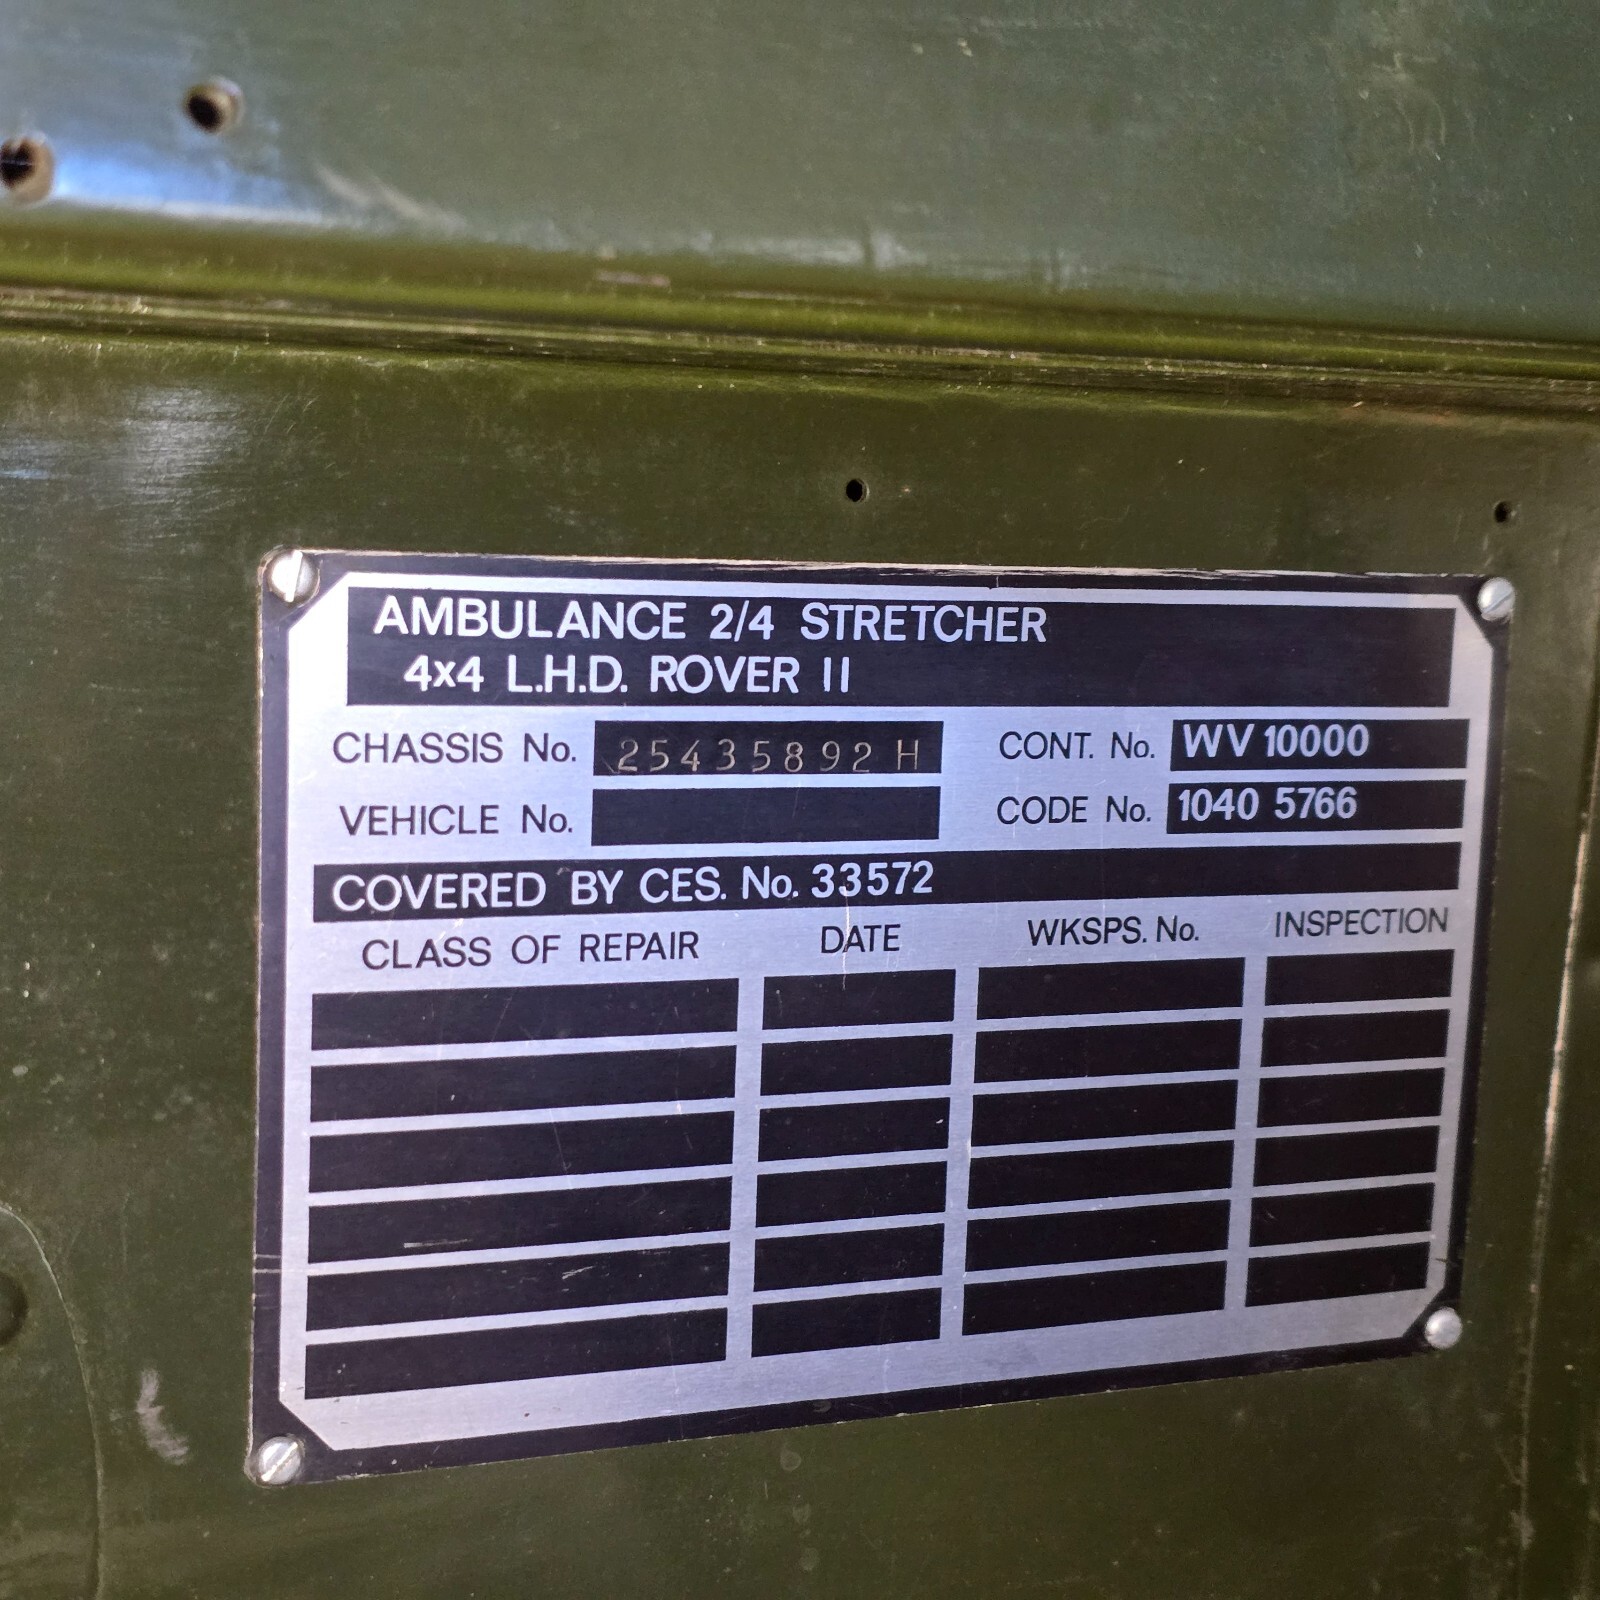 AMBULANCE 2/4 STRETCHER
4x4 L.H.D. ROVER II
CHASSIS No. 25435892 H CONT. No. WV 10000
VEHICLE No. CODE No. 1040 5766
COVERED BY CES. No. 33572
CLASS OF REPAIR DATE WKSPS. No. INSPECTION